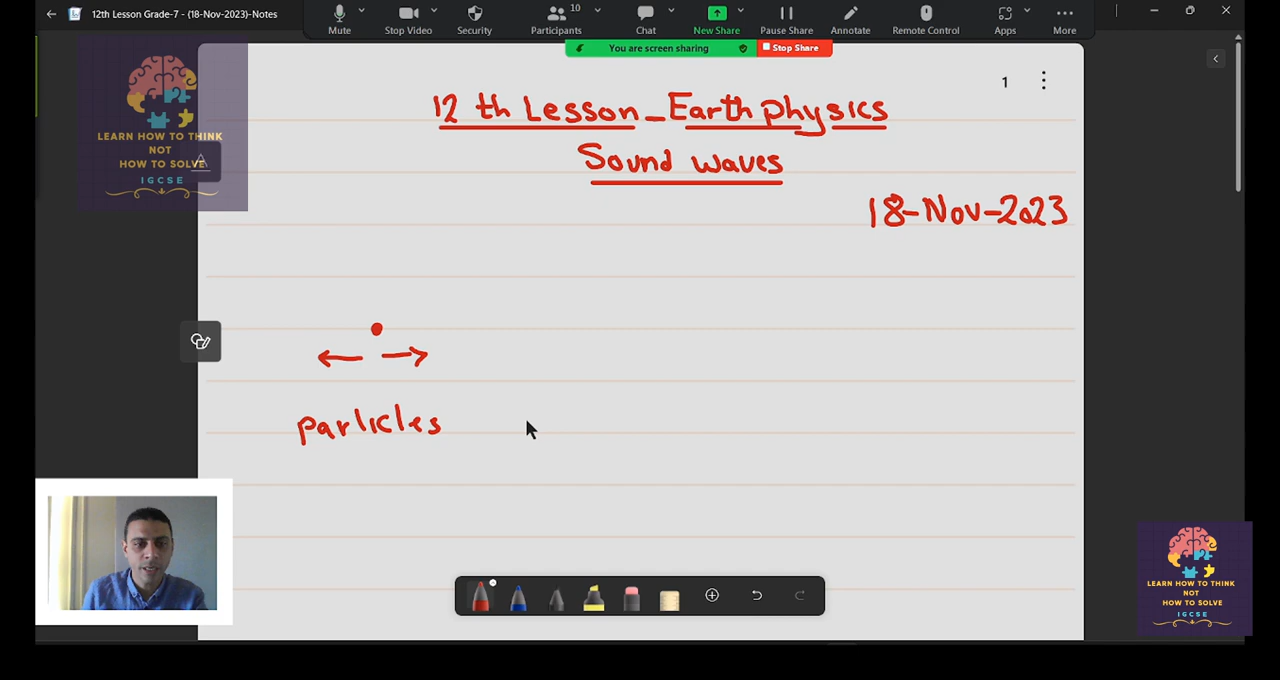 12th Lesson Grade-7 - (18-Nov-2023)-Notes
Mute
Stop Video
Security
10
Participants
Chat
New Share
Pause Share
Annotate
Remote Control
Apps
More
You are screen sharing
Stop Share
1
12 th Lesson_Earth physics
Sound waves
18-Nov-2023
particles
LEARN HOW TO THINK
NOT
HOW TO SOLVE
IGCSE
LEARN HOW TO THINK
NOT
HOW TO SOLVE
IGCSE